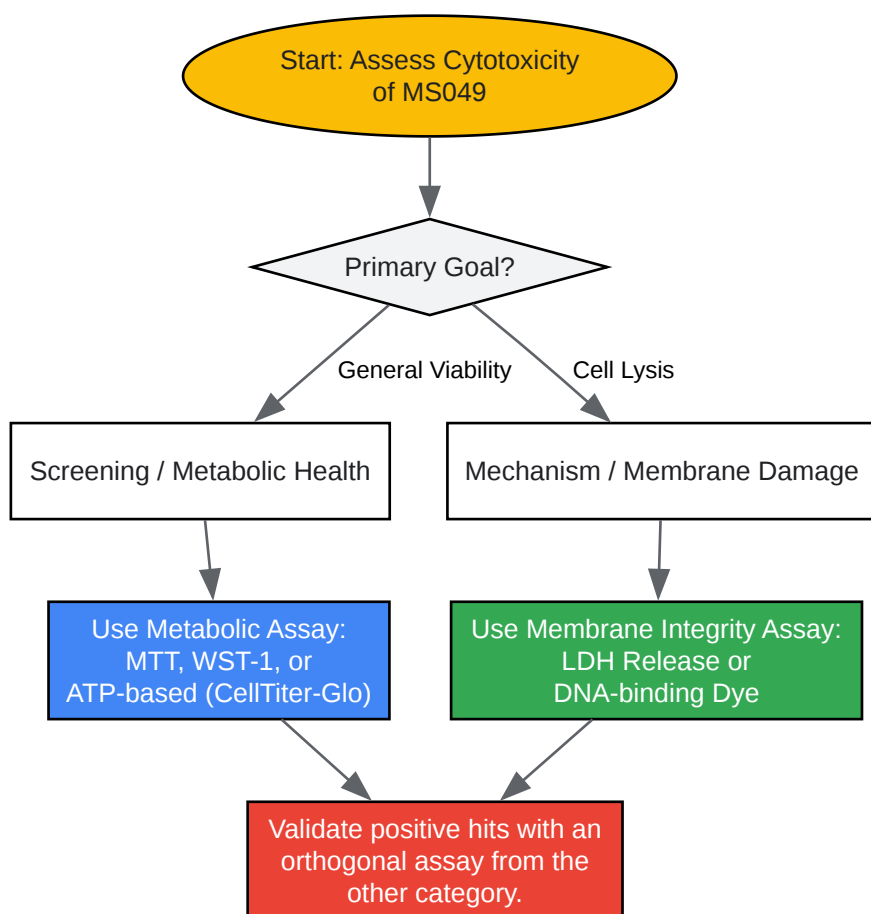 Start: Assess Cytotoxicity
of MS049
Primary Goal?
General Viability
Cell Lysis
Screening / Metabolic Health
Mechanism / Membrane Damage
Use Metabolic Assay:
MTT, WST-1, or
ATP-based (CellTiter-Glo)
Use Membrane Integrity Assay:
LDH Release or
DNA-binding Dye
Validate positive hits with an
orthogonal assay from the
other category.